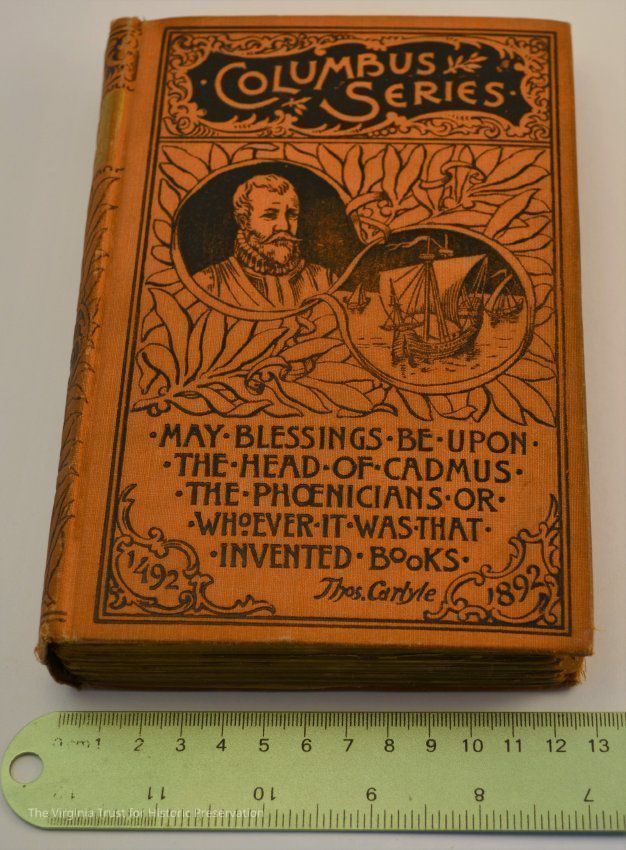 COLUMBUS
SERIES
·MAY·BLESSINGS·BE·UPON·
·THE·HEAD·OF·CADMUS·
·THE·PHŒNICIANS·OR·
·WHOEVER·IT·WAS·THAT·
·INVENTED·BOOKS·
Thos. Carlyle
1492
1892
0 cm 1 2 3 4 5 6 7 8 9 10 11 12 13
11 10 9 8 7
The Virginia Trust for Historic Preservation